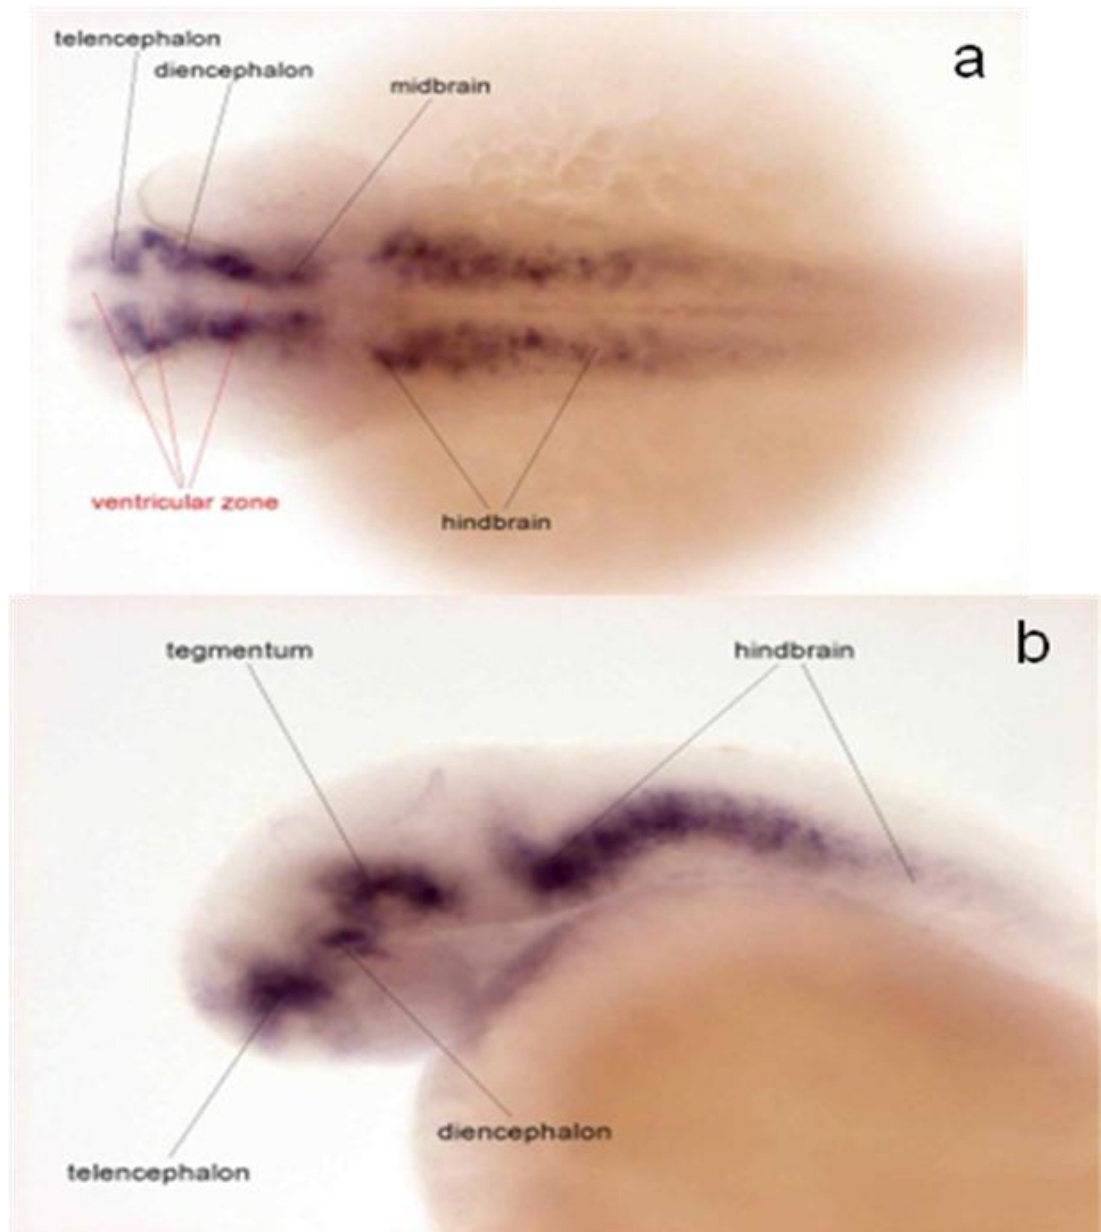 telencephalon
a
diencephalon
midbrain
ventricular zone
hindbrain
b
tegmentum
hindbrain
diencephalon
telencephalon